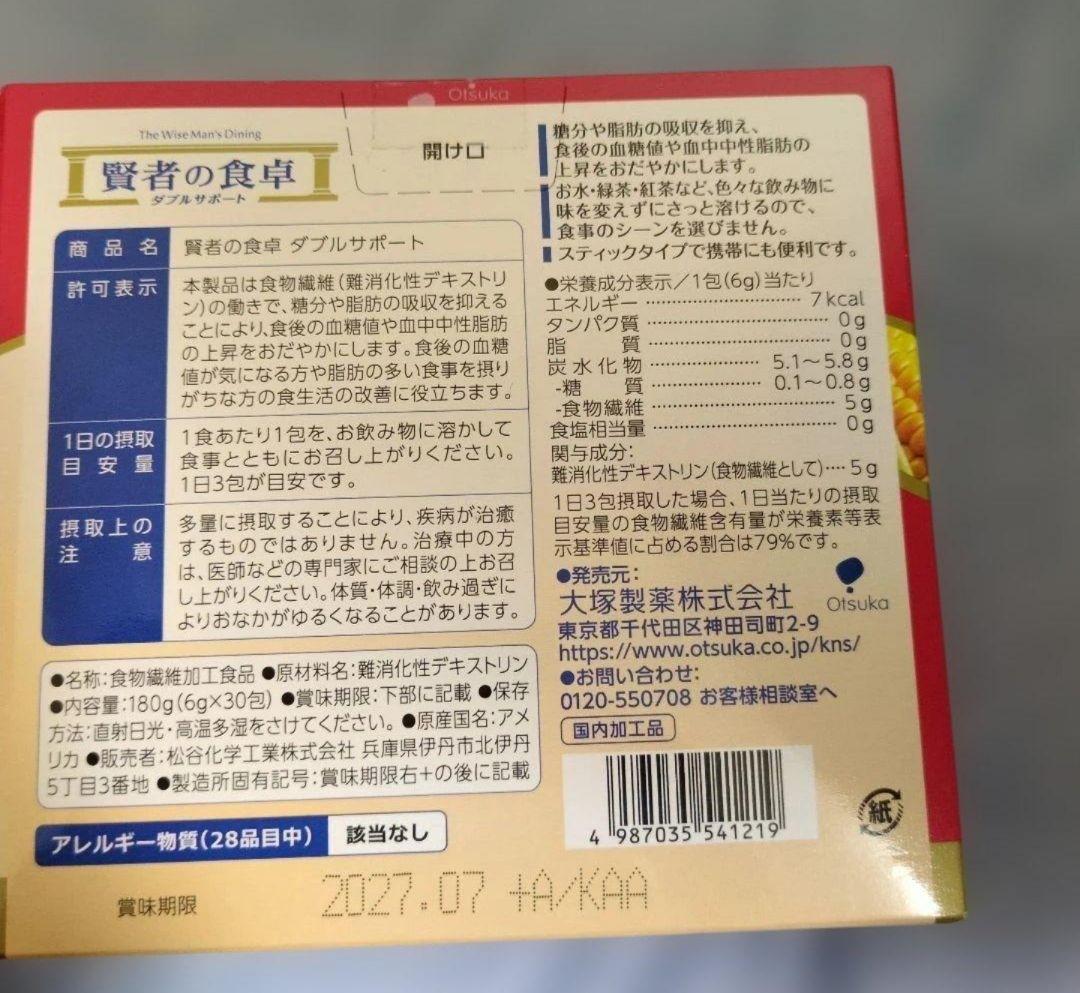 Otsuka
The Wise Man's Dining
賢者の食卓
ダブルサポート
開け口
商品名 賢者の食卓 ダブルサポート
許可表示 本製品は食物繊維(難消化性デキストリ
ン)の働きで、糖分や脂肪の吸収を抑える
ことにより、食後の血糖値や血中中性脂肪
の上昇をおだやかにします。食後の血糖
値が気になる方や脂肪の多い食事を摂り
がちな方の食生活の改善に役立ちます。
1日の摂取目安量 1食あたり1包を、お飲み物に溶かして
食事とともにお召し上がりください。
1日3包が目安です。
摂取上の注意 多量に摂取することにより、疾病が治癒
するものではありません。治療中の方
は、医師などの専門家にご相談の上お召
し上がりください。体質・体調・飲み過ぎに
よりおなかがゆるくなることがあります。
●名称:食物繊維加工食品 ●原材料名:難消化性デキストリン
●内容量:180g(6g×30包) ●賞味期限:下部に記載 ●保存
方法:直射日光・高温多湿をさけてください。●原産国名:アメ
リカ ●販売者:松谷化学工業株式会社 兵庫県伊丹市北伊丹
5丁目3番地 ●製造所固有記号:賞味期限右+の後に記載
アレルギー物質(28品目中) 該当なし
賞味期限 2027.07 +A/KAA
糖分や脂肪の吸収を抑え、
食後の血糖値や血中中性脂肪の
上昇をおだやかにします。
お水・緑茶・紅茶など、色々な飲み物に
味を変えずにさっと溶けるので、
食事のシーンを選びません。
スティックタイプで携帯にも便利です。
●栄養成分表示/1包(6g)当たり
エネルギー 7kcal
タンパク質 0g
脂質 0g
炭水化物 5.1~5.8g
-糖質 0.1~0.8g
-食物繊維 5g
食塩相当量 0g
関与成分:
難消化性デキストリン(食物繊維として)…5g
1日3包摂取した場合、1日当たりの摂取
目安量の食物繊維含有量が栄養素等表
示基準値に占める割合は79%です。
●発売元:
大塚製薬株式会社
Otsuka
東京都千代田区神田司町2-9
https://www.otsuka.co.jp/kns/
●お問い合わせ:
0120-550708 お客様相談室へ
国内加工品
4 987035 541219
紙